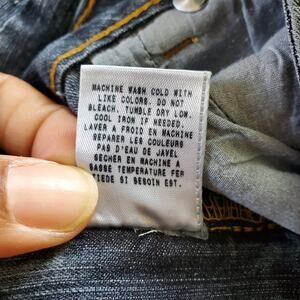 MACHINE WASH COLD WITH
LIKE COLORS. DO NOT
BLEACH. TUMBLE DRY LOW.
COOL IRON IF NEEDED.
LAVER A FROID EN MACHINE
SEPARER LES COULEURS
PAS D'EAU DE JAVEL
SECHER EN MACHINE A
BASSE TEMPERATURE FER
TIEDE SI BESOIN EST.